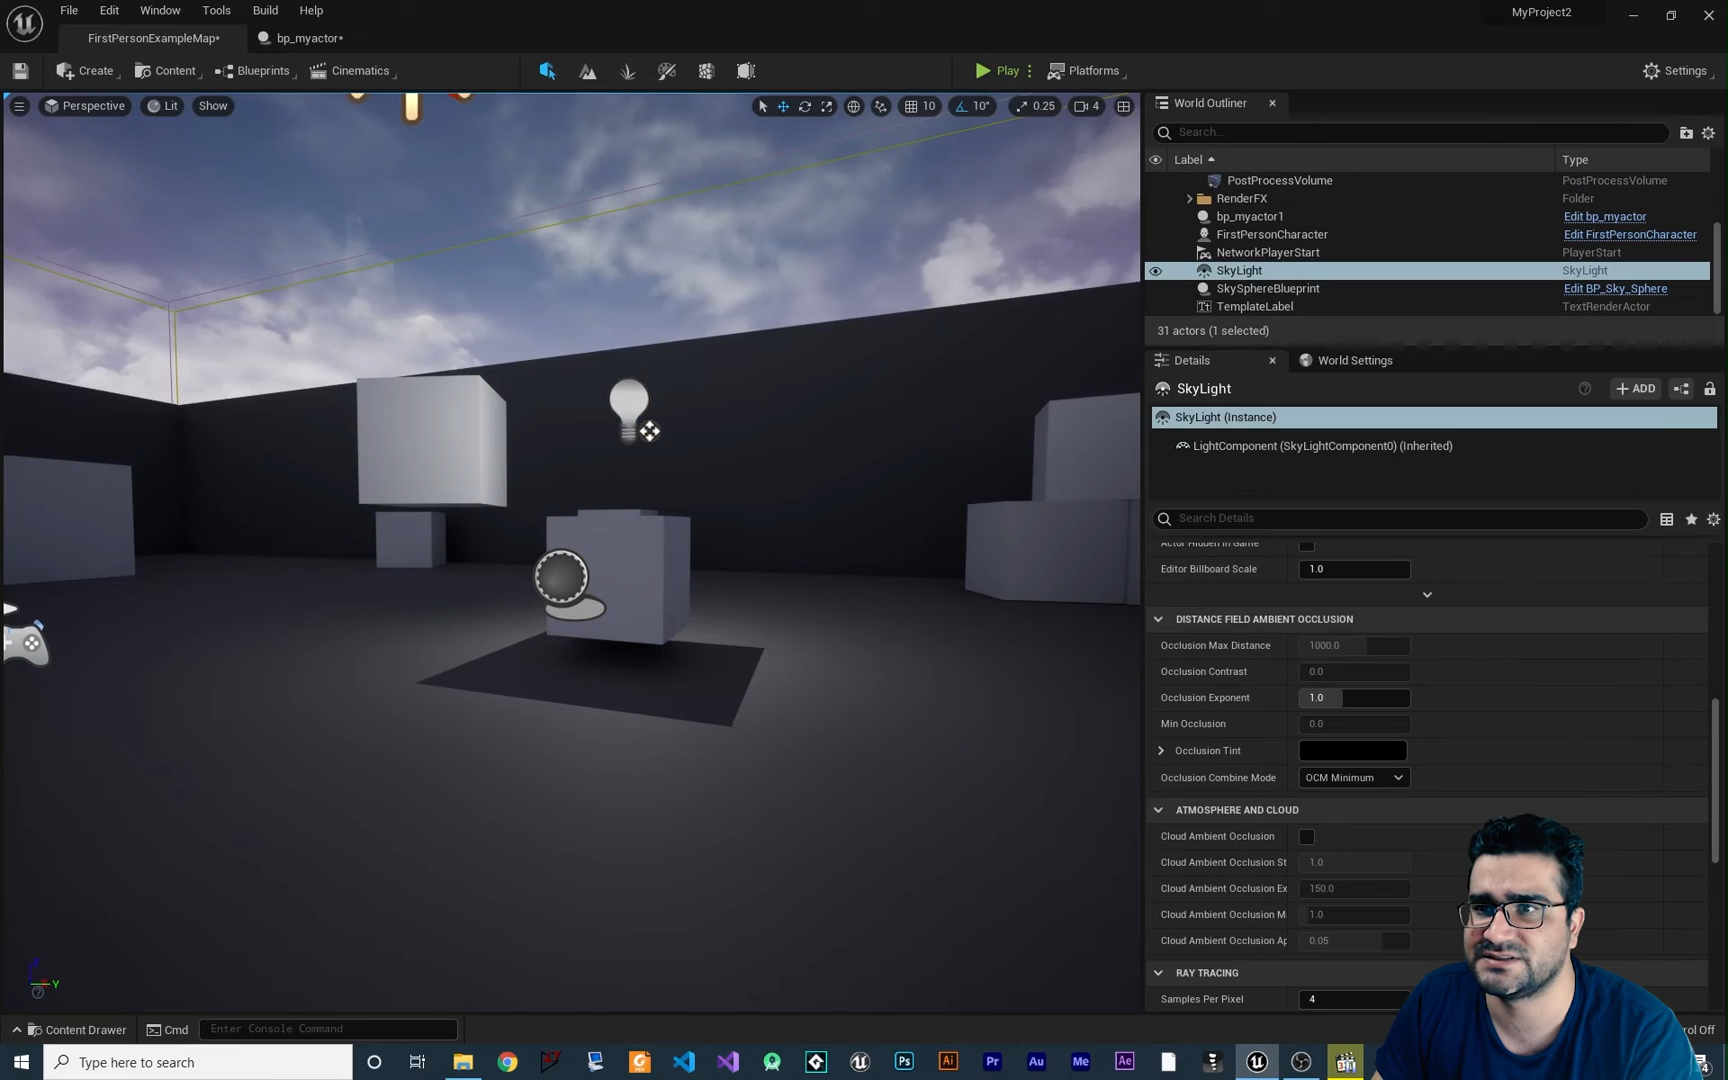 File Edit Window Tools Build Help
MyProject2
FirstPersonExampleMap*
bp_myactor*
Create
Content
Blueprints
Cinematics
Play
Platforms
Settings
Perspective
Lit
Show
10
10°
0.25
4
World Outliner
Search...
Label
Type
PostProcessVolume
PostProcessVolume
RenderFX
Folder
bp_myactor1
Edit bp_myactor
FirstPersonCharacter
Edit FirstPersonCharacter
NetworkPlayerStart
PlayerStart
SkyLight
SkyLight
SkySphereBlueprint
Edit BP_Sky_Sphere
TemplateLabel
TextRenderActor
31 actors (1 selected)
Details
World Settings
SkyLight
ADD
SkyLight (Instance)
LightComponent (SkyLightComponent0) (Inherited)
Search Details
Actor Hidden In Game
Editor Billboard Scale
1.0
DISTANCE FIELD AMBIENT OCCLUSION
Occlusion Max Distance
1000.0
Occlusion Contrast
0.0
Occlusion Exponent
1.0
Min Occlusion
0.0
Occlusion Tint
Occlusion Combine Mode
OCM Minimum
ATMOSPHERE AND CLOUD
Cloud Ambient Occlusion
Cloud Ambient Occlusion St
1.0
Cloud Ambient Occlusion Ex
150.0
Cloud Ambient Occlusion M
1.0
Cloud Ambient Occlusion Ap
0.05
RAY TRACING
Samples Per Pixel
4
Y
Content Drawer
Cmd
Enter Console Command
rol Off
Type here to search
Ps
Ai
Pr
Au
Me
Ae
4